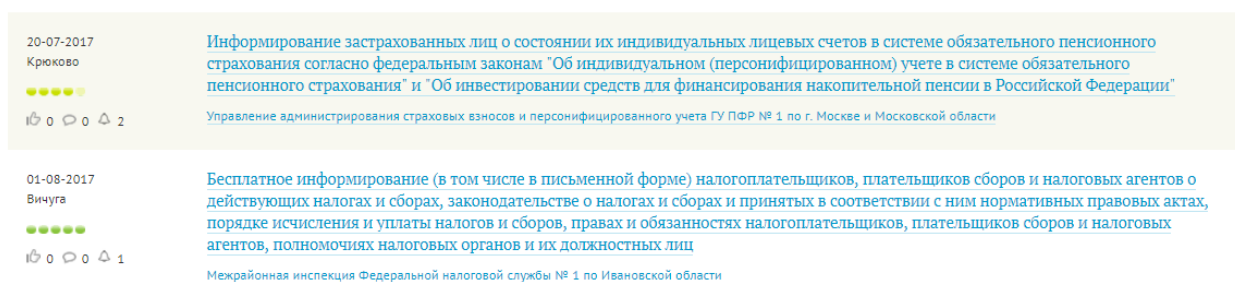 20-07-2017
Крюково
0 0 2
Информирование застрахованных лиц о состоянии их индивидуальных лицевых счетов в системе обязательного пенсионного
страхования согласно федеральным законам "Об индивидуальном (персонифицированном) учете в системе обязательного
пенсионного страхования" и "Об инвестировании средств для финансирования накопительной пенсии в Российской Федерации"
Управление администрирования страховых взносов и персонифицированного учета ГУ ПФР № 1 по г. Москве и Московской области
01-08-2017
Вичуга
0 0 1
Бесплатное информирование (в том числе в письменной форме) налогоплательщиков, плательщиков сборов и налоговых агентов о
действующих налогах и сборах, законодательстве о налогах и сборах и принятых в соответствии с ним нормативных правовых актах,
порядке исчисления и уплаты налогов и сборов, правах и обязанностях налогоплательщиков, плательщиков сборов и налоговых
агентов, полномочиях налоговых органов и их должностных лиц
Межрайонная инспекция Федеральной налоговой службы № 1 по Ивановской области